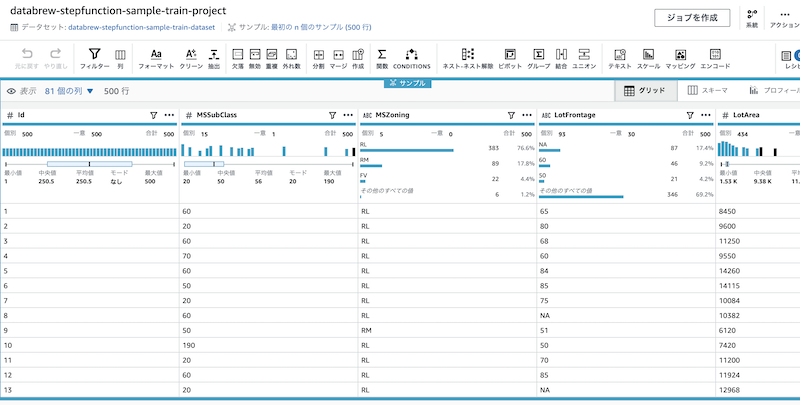 databrew-stepfunction-sample-train-project
データセット: databrew-stepfunction-sample-train-dataset サンプル: 最初の n 個のサンプル (500 行)
ジョブを作成 系統 アクション
元に戻す やり直し フィルター 列 フォーマット クリーン 抽出 欠落 無効 重複 外れ値 分割 マージ 作成 関数 CONDITIONS ネスト-ネスト解除 ピボット グループ 結合 ユニオン テキスト スケール マッピング エンコード レシピ
表示 81 個の列 500 行 サンプル グリッド スキーマ プロフィール
# Id # MSSubClass ABC MSZoning ABC LotFrontage # LotArea
個別 500 一意 500 合計 500 個別 15 一意 1 合計 500 個別 5 一意 0 合計 500 個別 93 一意 30 合計 500 個別 434
RL 383 76.6% NA 87 17.4%
RM 89 17.8% 60 46 9.2%
FV 22 4.4% 50 21 4.2%
その他のすべての値 その他のすべての値
6 1.2% 346 69.2%
最小値 中央値 平均値 モード 最大値 最小値 中央値 平均値 モード 最大値 最小値 中央値
1 250.5 250.5 なし 500 20 50 56 20 190 1.53 K 9.38 K
1 60 RL 65 8450
2 20 RL 80 9600
3 60 RL 68 11250
4 70 RL 60 9550
5 60 RL 84 14260
6 50 RL 85 14115
7 20 RL 75 10084
8 60 RL NA 10382
9 50 RM 51 6120
10 190 RL 50 7420
11 20 RL 70 11200
12 60 RL 85 11924
13 20 RL NA 12968